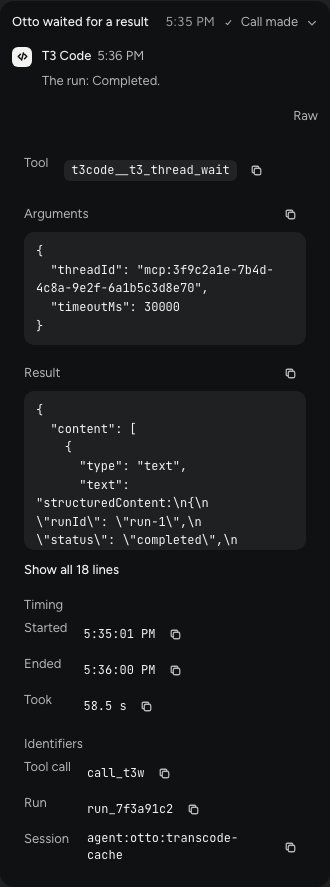 Otto waited for a result 5:35 PM ✓ Call made
T3 Code 5:36 PM
The run: Completed.
Raw
Tool t3code__t3_thread_wait
Arguments
{
"threadId": "mcp:3f9c2a1e-7b4d-
4c8a-9e2f-6a1b5c3d8e70",
"timeoutMs": 30000
}
Result
{
"content": [
{
"type": "text",
"text":
"structuredContent:\n{\n
\"runId\": \"run-1\",\n
\"status\": \"completed\",\n
Show all 18 lines
Timing
Started 5:35:01 PM
Ended 5:36:00 PM
Took 58.5 s
Identifiers
Tool call call_t3w
Run run_7f3a91c2
Session agent:otto:transcode-
cache